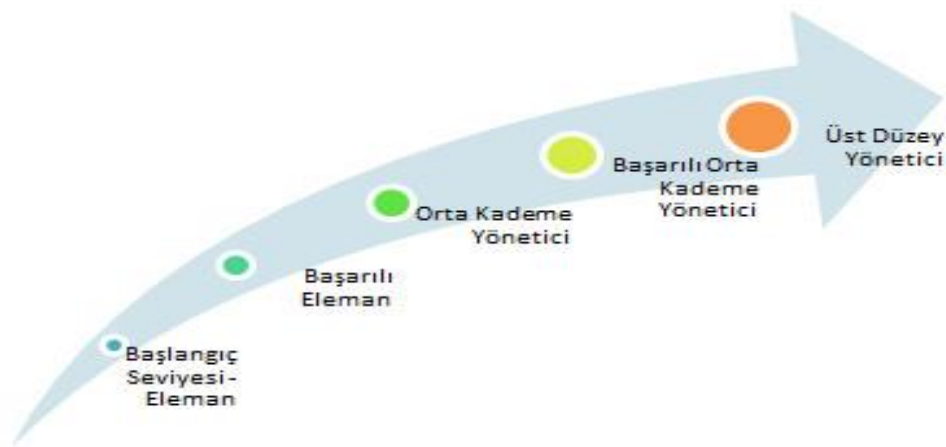 Başlangıç
Seviyesi-
Eleman
Başarılı
Eleman
Orta Kademe
Yönetici
Başarılı Orta
Kademe
Yönetici
Üst Düzey
Yönetici